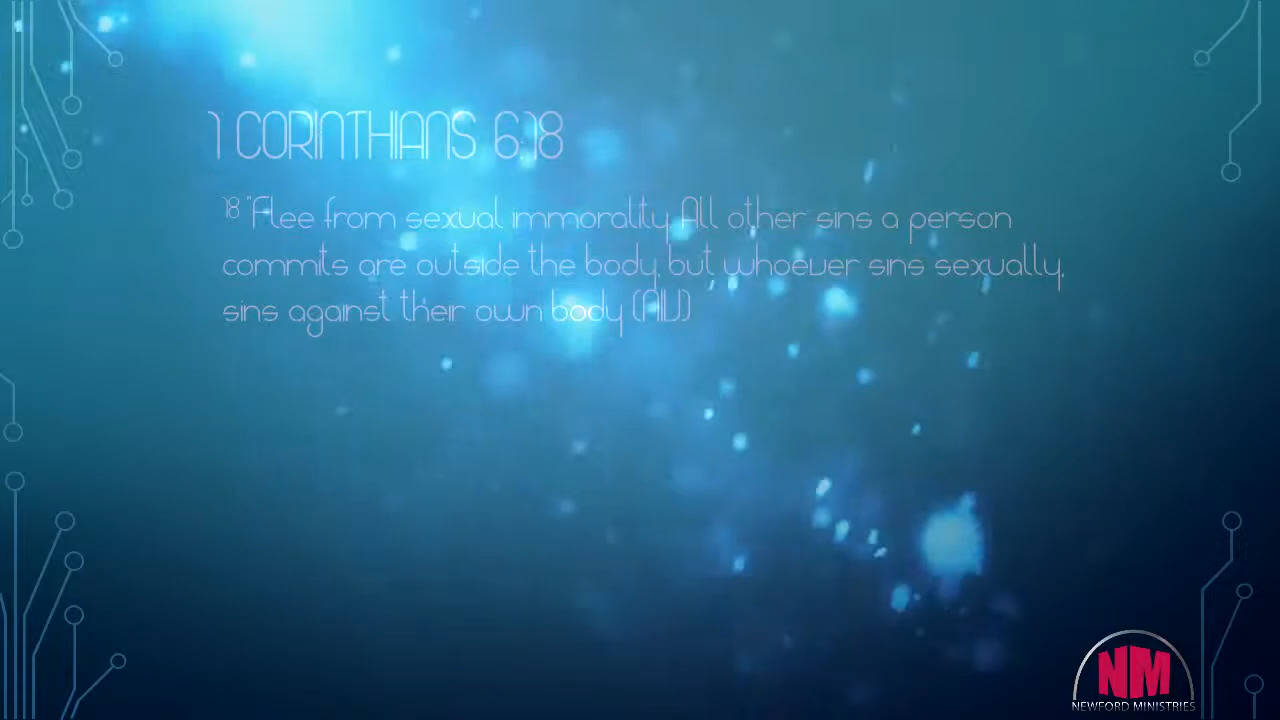 1 CORINTHIANS 6:18
18 "Flee from sexual immorality. All other sins a person
commits are outside the body, but whoever sins sexually,
sins against their own body (NIV)
NM
NEWFORD MINISTRIES